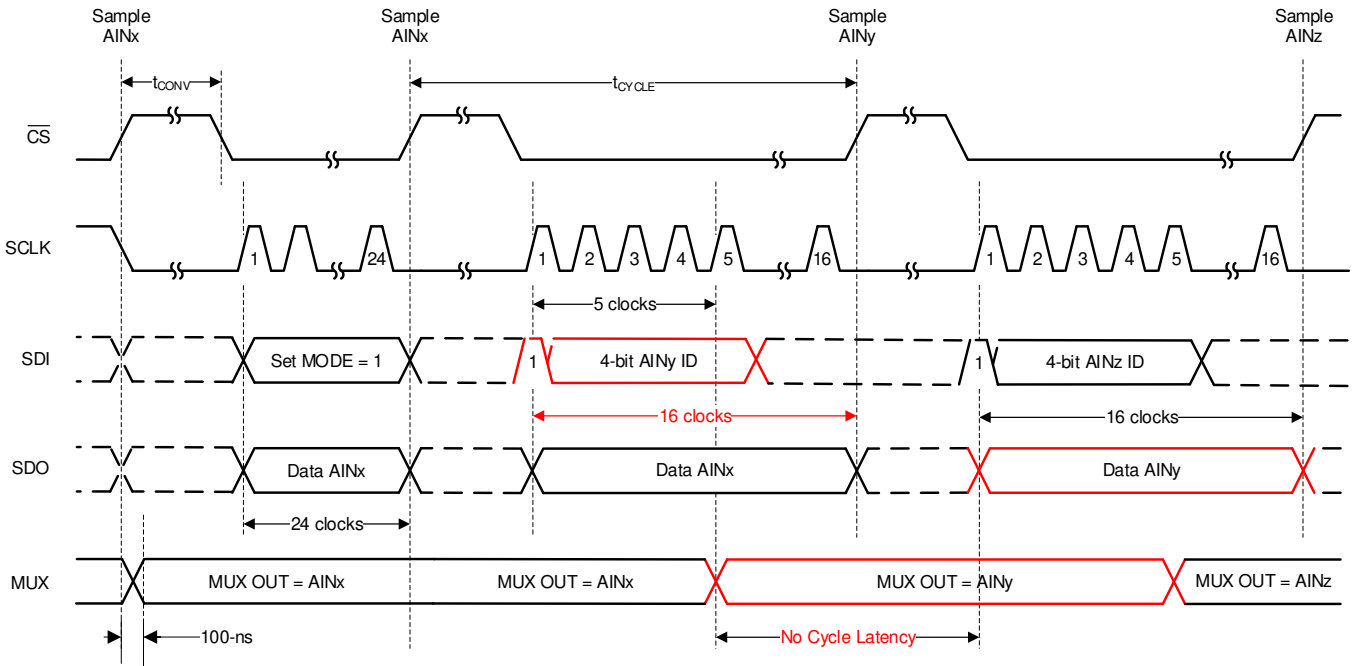 Sample
AINx
Sample
AINx
Sample
AINy
Sample
AINz
tCONV
tCYCLE
CS
SCLK
1
24
1
2
3
4
5
16
1
2
3
4
5
16
5 clocks
SDI
Set MODE = 1
1
4-bit AINy ID
1
4-bit AINz ID
16 clocks
16 clocks
SDO
Data AINx
Data AINx
Data AINy
24 clocks
MUX
MUX OUT = AINx
MUX OUT = AINx
MUX OUT = AINy
MUX OUT = AINz
100-ns
No Cycle Latency